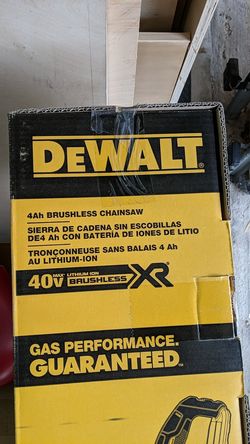 DEWALT®
4Ah BRUSHLESS CHAINSAW
SIERRA DE CADENA SIN ESCOBILLAS
DE4 Ah CON BATERÍA DE IONES DE LITIO
TRONÇONNEUSE SANS BALAIS 4 Ah
AU LITHIUM-ION
40V MAX* LITHIUM ION BRUSHLESS XR®
GAS PERFORMANCE.
GUARANTEED™